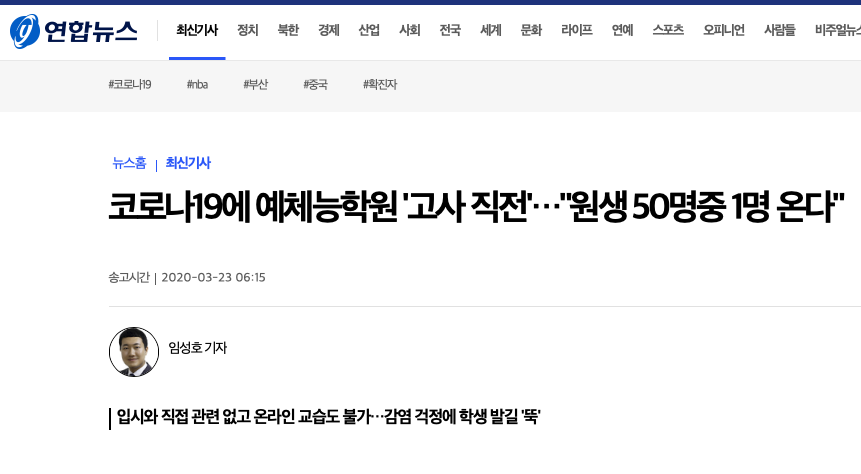 연합뉴스 최신기사 정치 북한 경제 산업 사회 전국 세계 문화 라이프 연예 스포츠 오피니언 사람들 비주얼뉴스
#코로나19 #nba #부산 #중국 #확진자
뉴스홈 | 최신기사
코로나19에 예체능학원 '고사 직전'…"원생 50명중 1명 온다"
송고시간 | 2020-03-23 06:15
임성호 기자
입시와 직접 관련 없고 온라인 교습도 불가…감염 걱정에 학생 발길 '뚝'